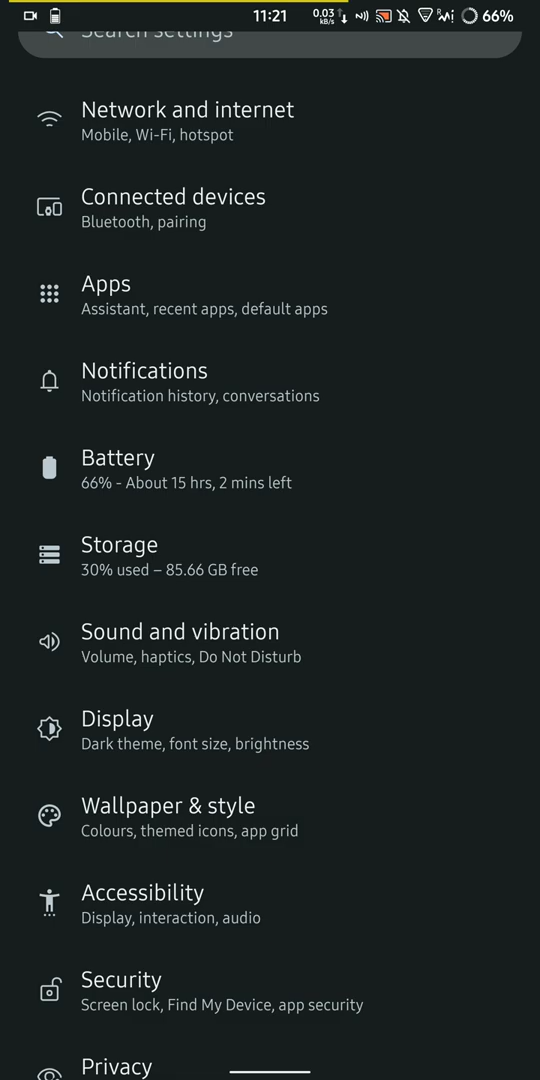 11:21 0.03 kB/s R 66%
Search settings
Network and internet
Mobile, Wi-Fi, hotspot
Connected devices
Bluetooth, pairing
Apps
Assistant, recent apps, default apps
Notifications
Notification history, conversations
Battery
66% - About 15 hrs, 2 mins left
Storage
30% used – 85.66 GB free
Sound and vibration
Volume, haptics, Do Not Disturb
Display
Dark theme, font size, brightness
Wallpaper & style
Colours, themed icons, app grid
Accessibility
Display, interaction, audio
Security
Screen lock, Find My Device, app security
Privacy